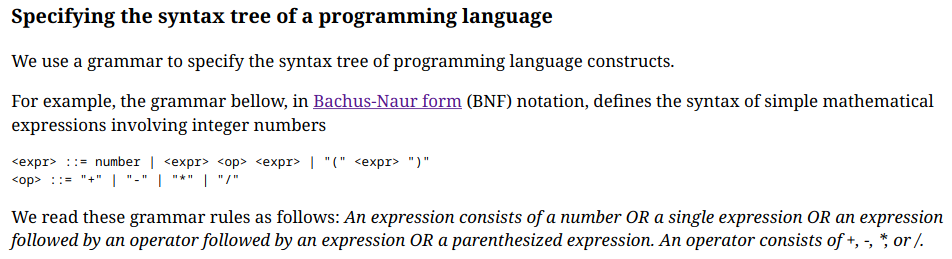 Specifying the syntax tree of a programming language
We use a grammar to specify the syntax tree of programming language constructs.
For example, the grammar bellow, in Bachus-Naur form (BNF) notation, defines the syntax of simple mathematical
expressions involving integer numbers
<expr> ::= number | <expr> <op> <expr> | "(" <expr> ")"
<op> ::= "+" | "-" | "*" | "/"
We read these grammar rules as follows: An expression consists of a number OR a single expression OR an expression
followed by an operator followed by an expression OR a parenthesized expression. An operator consists of +, -, *, or /.